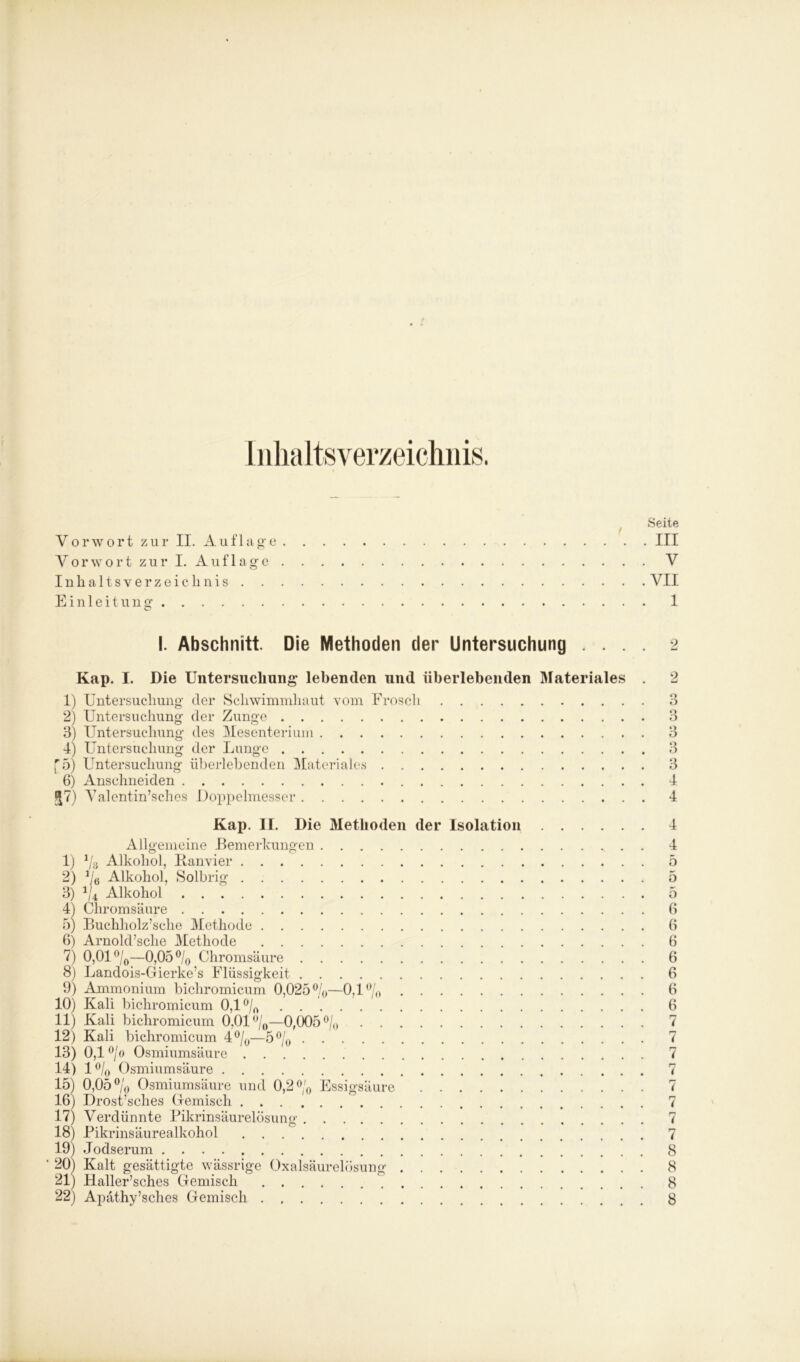 Inhaltsverzeichnis.
Seite
Vorwort zur II. Auflage . . . . . . . . . . III
Vorwort zur I. Auflage . . . . . . . . . . V
Inhaltsverzeichnis . . . . . . . . . . VII
Einleitung . . . . . . . . . . 1
I. Abschnitt. Die Methoden der Untersuchung . . . . 2
Kap. I. Die Untersuchung lebenden und überlebenden Materiales . 2
1) Untersuchung der Schwimmhaut vom Frosch . . . . . . . . . . 3
2) Untersuchung der Zunge . . . . . . . . . . 3
3) Untersuchung des Mesenterium . . . . . . . . . . 3
4) Untersuchung der Lunge . . . . . . . . . . 3
5) Untersuchung überlebenden Materiales . . . . . . . . . . 3
6) Anschneiden . . . . . . . . . . 4
7) Valentin’sches Doppelmesser . . . . . . . . . . 4
Kap. II. Die Methoden der Isolation . . . . . . 4
Allgemeine Bemerkungen . . . . . . . . . . 4
1) 1/3 Alkohol, Ranvier . . . . . . . . . . 5
2) 1/6 Alkohol, Solbrig . . . . . . . . . . 5
3) 1/4 Alkohol . . . . . . . . . . 5
4) Chromsäure . . . . . . . . . . 6
5) Buchholz’sche Methode . . . . . . . . . . 6
6) Arnold’sche Methode . . . . . . . . . . 6
7) 0,01%—0,05% Chromsäure . . . . . . . . . . 6
8) Landois-Gierke’s Flüssigkeit . . . . . . . . . . 6
9) Ammonium bichromicum 0,025%—0,1% . . . . . . . . . . 6
10) Kali bichromicum 0,1% . . . . . . . . . . 6
11) Kali bichromicum 0,01%—0,005% . . . . . . . . . . 7
12) Kali bichromicum 4%—5% . . . . . . . . . . 7
13) 0,1% Osmiumsäure . . . . . . . . . . 7
14) 1% Osmiumsäure . . . . . . . . . . 7
15) 0,05% Osmiumsäure und 0,2% Essigsäure . . . . . . . . . . 7
16) Drost’sches Gemisch . . . . . . . . . . 7
17) Verdünnte Pikrinsäurelösung . . . . . . . . . . 7
18) Pikrinsäurealkohol . . . . . . . . . . 7
19) Jodserum . . . . . . . . . . 8
20) Kalt gesättigte wässrige Oxalsäurelösung . . . . . . . . . . 8
21) Haller’sches Gemisch . . . . . . . . . . 8
22) Apáthy’sches Gemisch . . . . . . . . . . 8